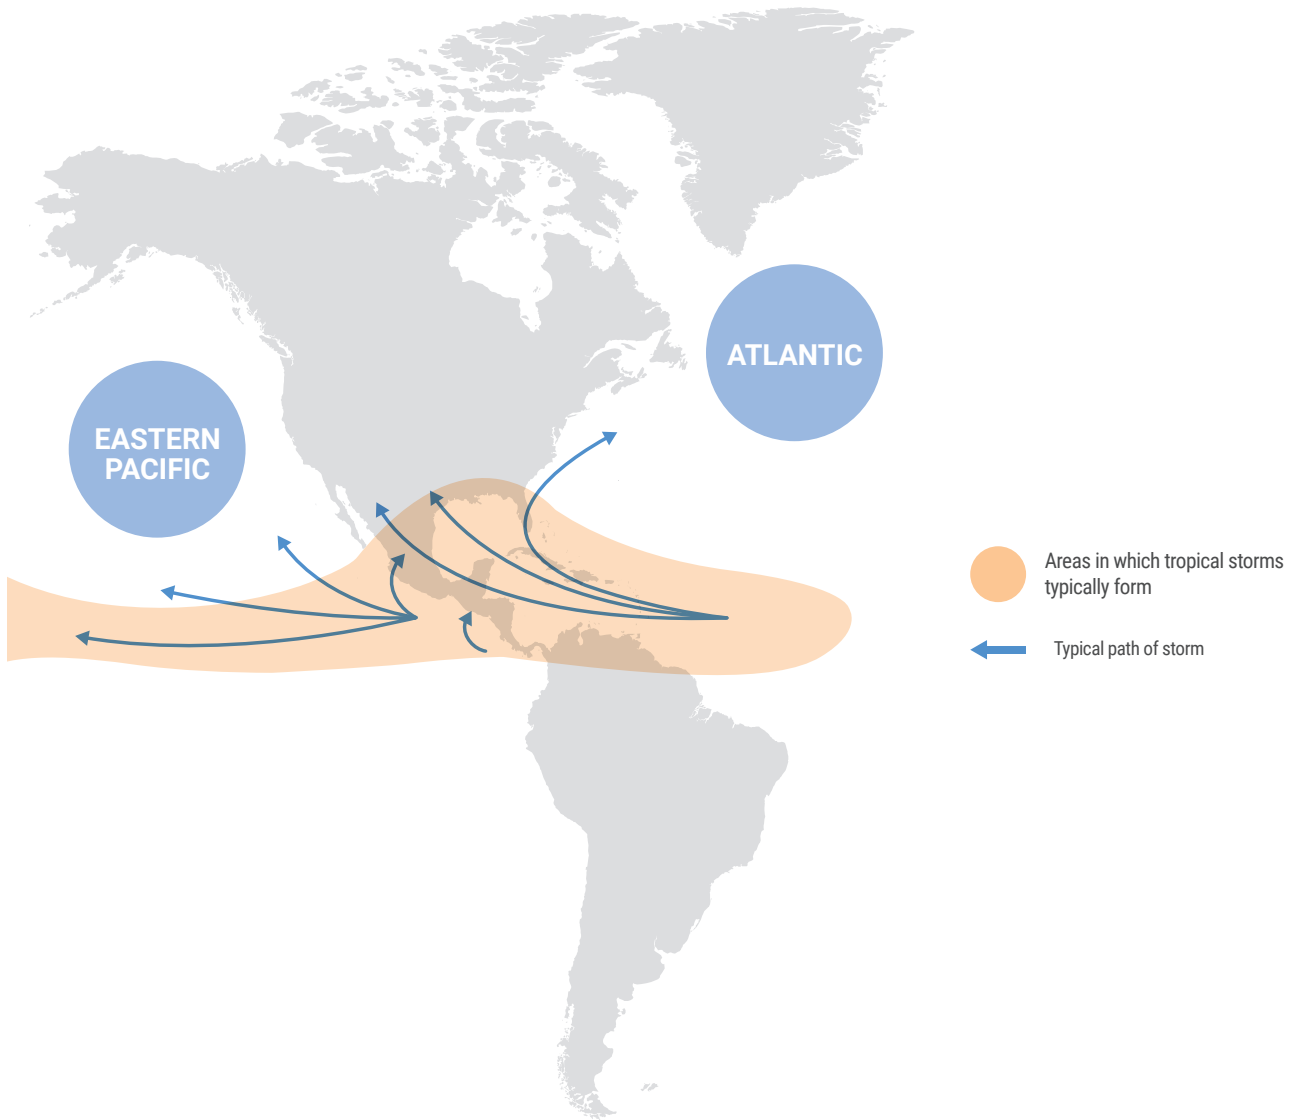 ATLANTIC
EASTERN
PACIFIC
Areas in which tropical storms
typically form
Typical path of storm